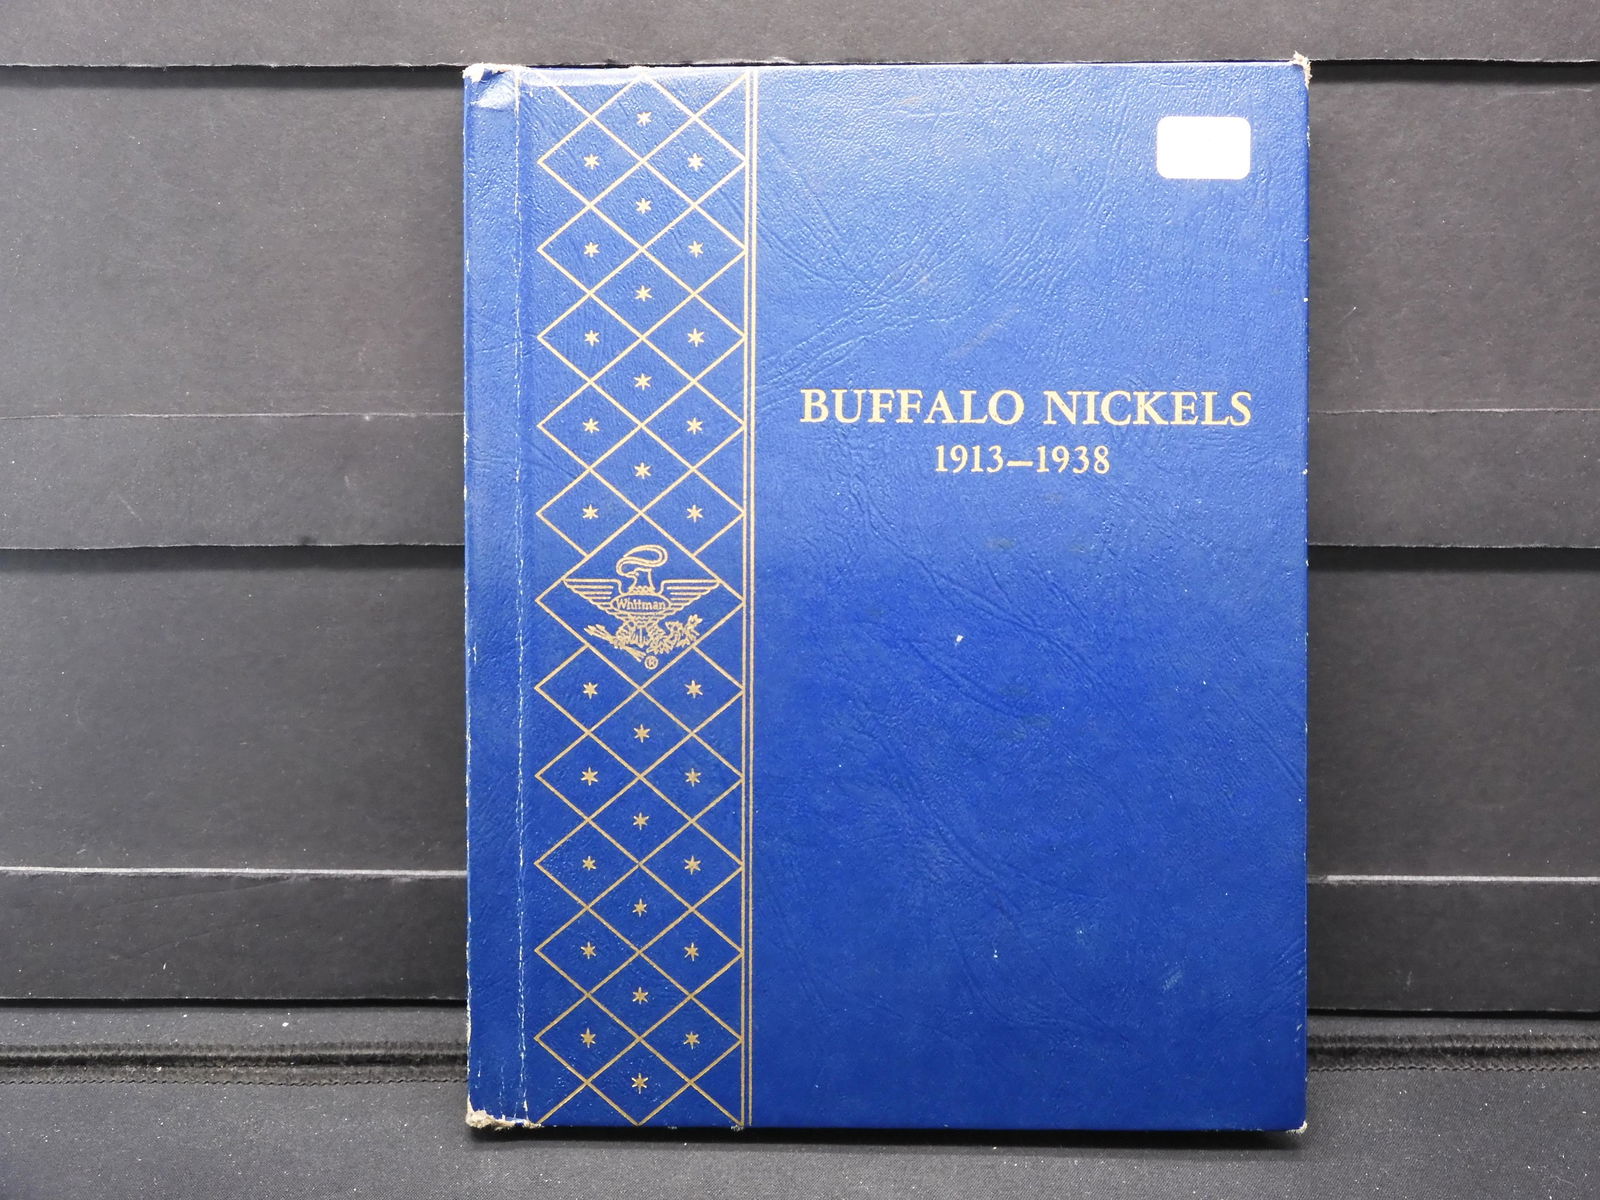 BUFFALO NICKELS
1913–1938
Whitman
®